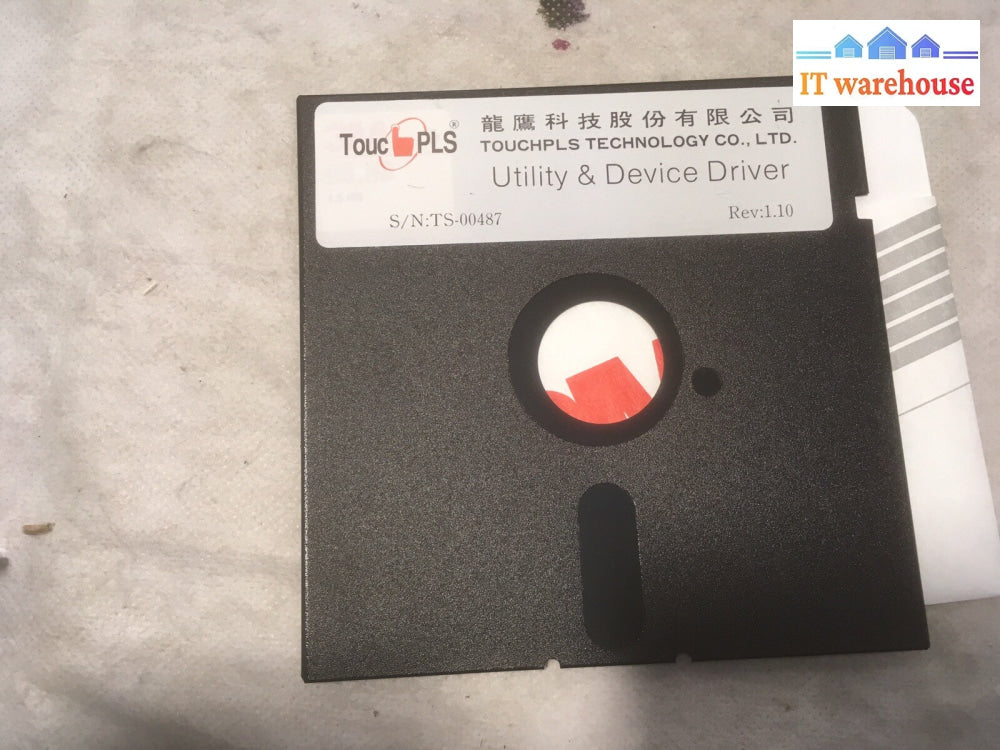 IT warehouse
ToucPLS®
龍鷹科技股份有限公司
TOUCHPLS TECHNOLOGY CO., LTD.
Utility & Device Driver
S/N:TS-00487
Rev:1.10